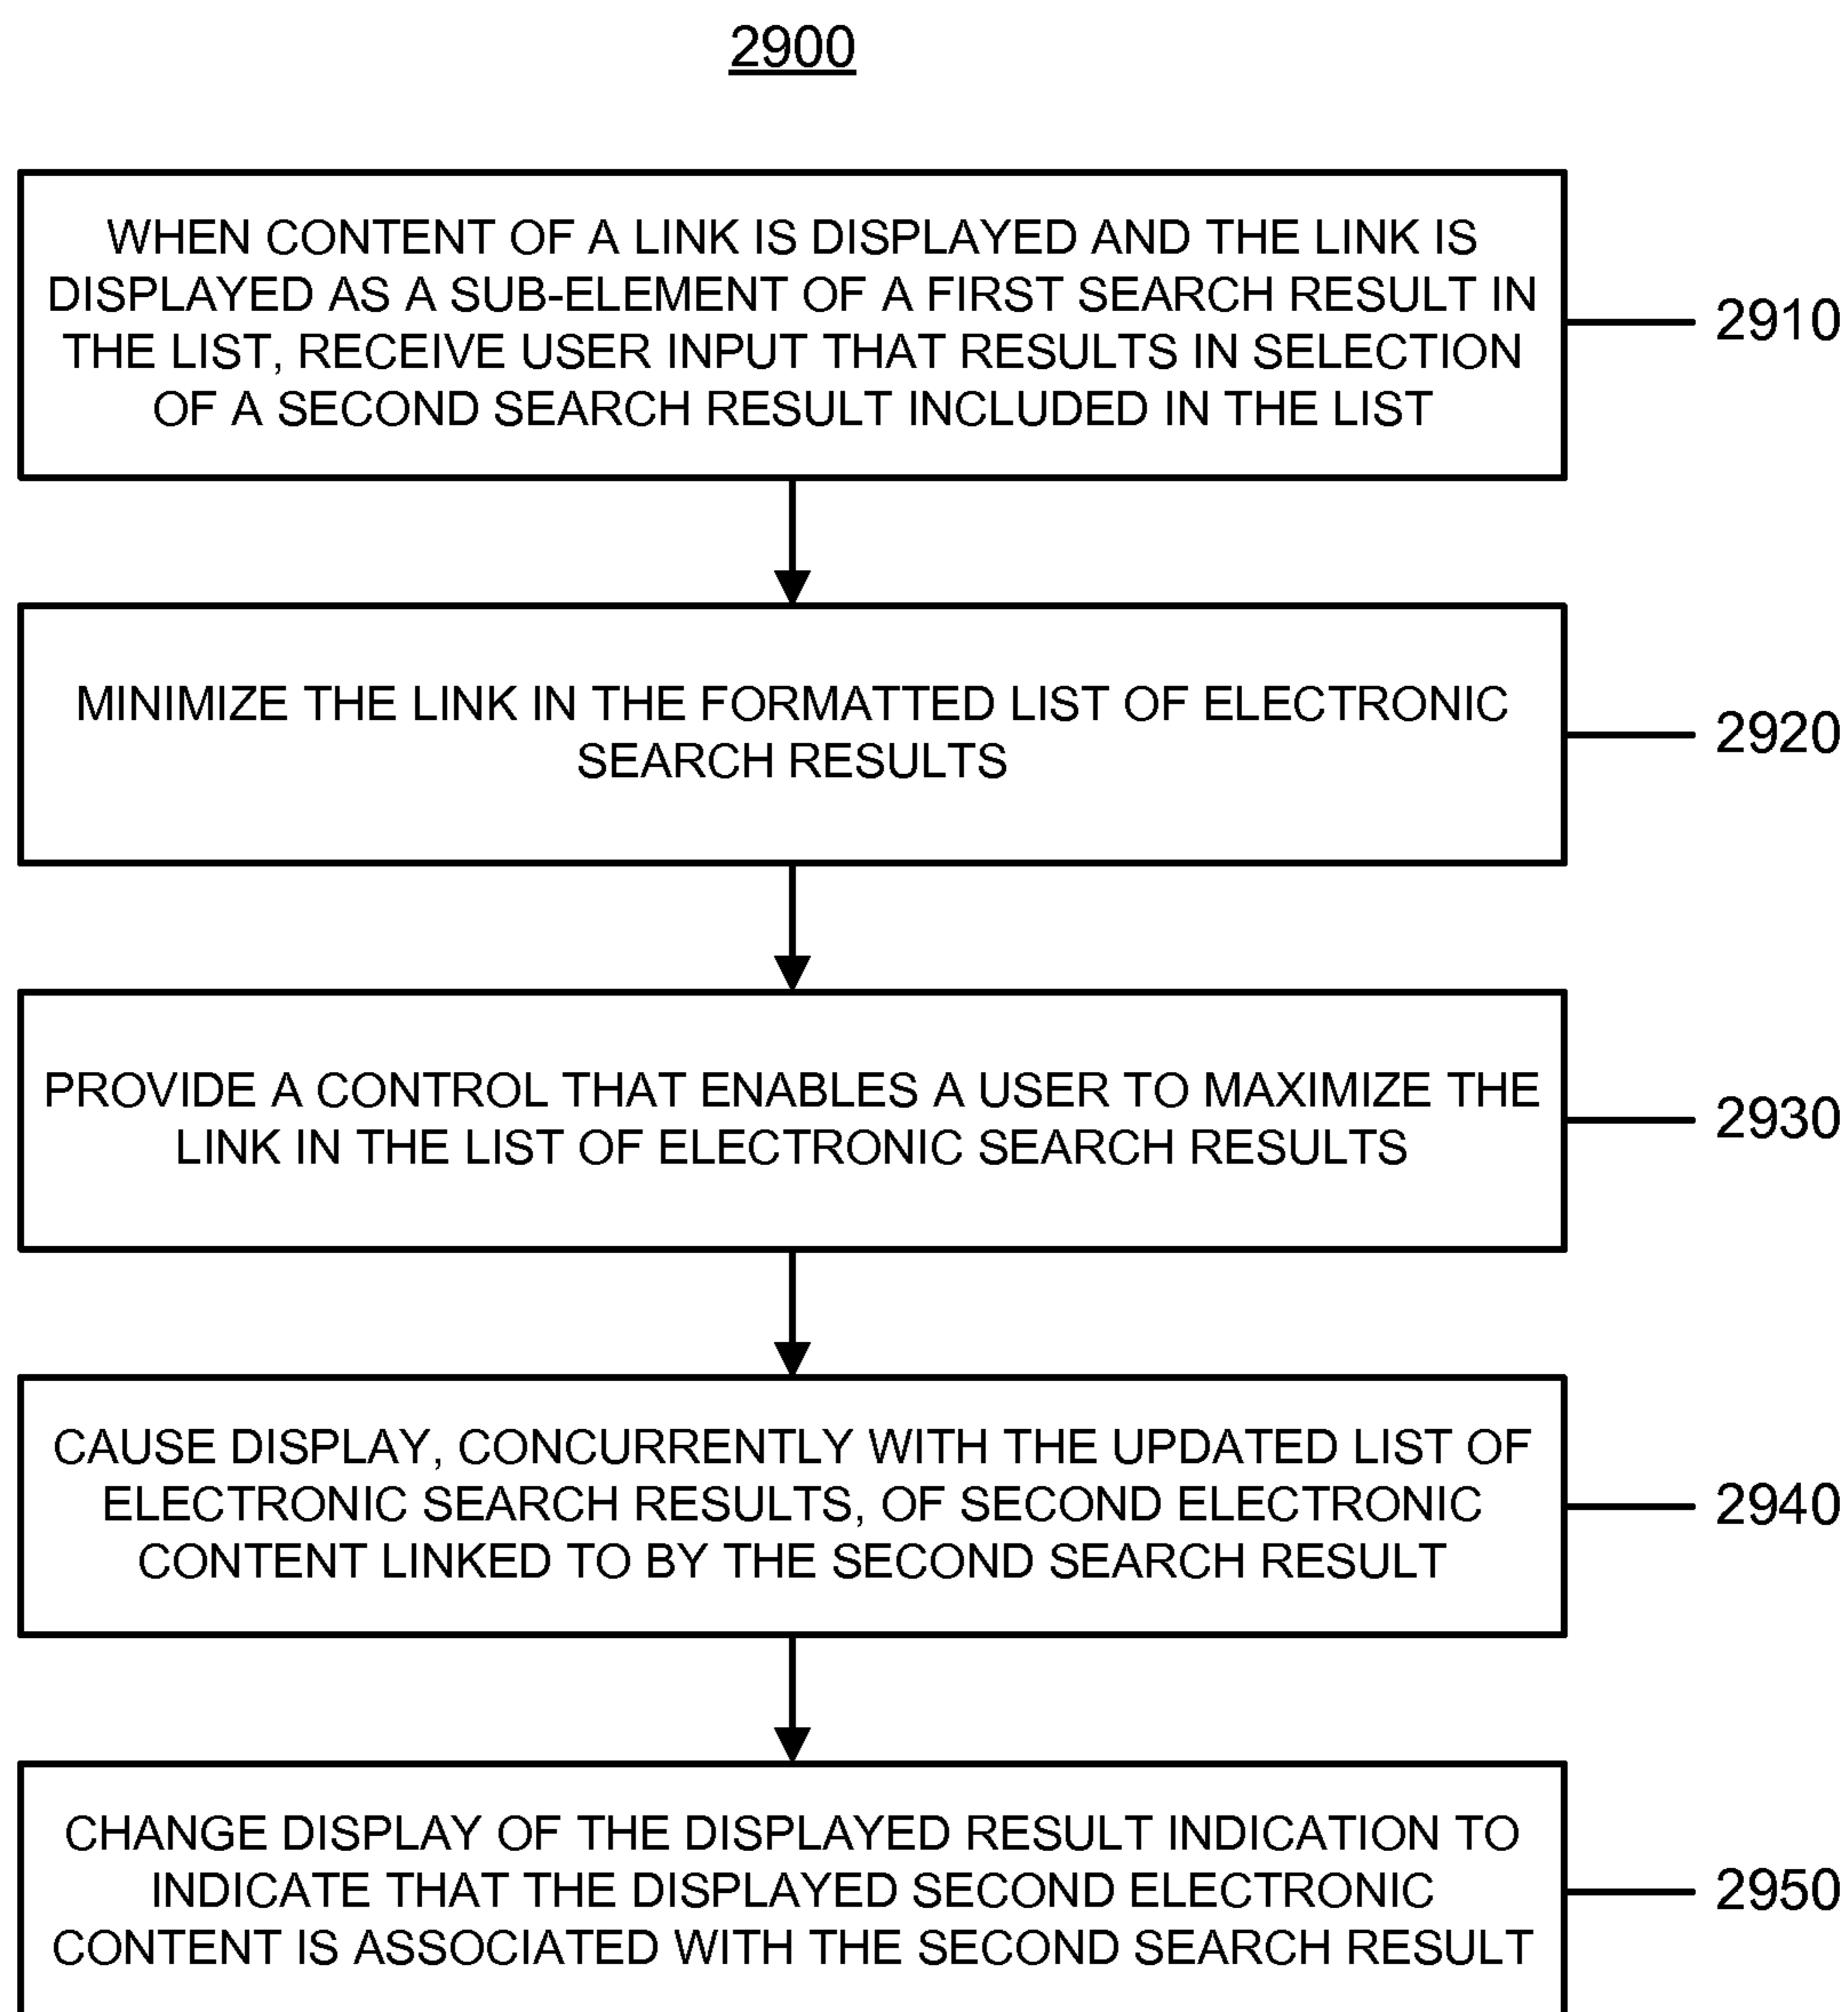 2900
WHEN CONTENT OF A LINK IS DISPLAYED AND THE LINK IS
DISPLAYED AS A SUB-ELEMENT OF A FIRST SEARCH RESULT IN
THE LIST, RECEIVE USER INPUT THAT RESULTS IN SELECTION
OF A SECOND SEARCH RESULT INCLUDED IN THE LIST
2910
MINIMIZE THE LINK IN THE FORMATTED LIST OF ELECTRONIC
SEARCH RESULTS
2920
PROVIDE A CONTROL THAT ENABLES A USER TO MAXIMIZE THE
LINK IN THE LIST OF ELECTRONIC SEARCH RESULTS
2930
CAUSE DISPLAY, CONCURRENTLY WITH THE UPDATED LIST OF
ELECTRONIC SEARCH RESULTS, OF SECOND ELECTRONIC
CONTENT LINKED TO BY THE SECOND SEARCH RESULT
2940
CHANGE DISPLAY OF THE DISPLAYED RESULT INDICATION TO
INDICATE THAT THE DISPLAYED SECOND ELECTRONIC
CONTENT IS ASSOCIATED WITH THE SECOND SEARCH RESULT
2950